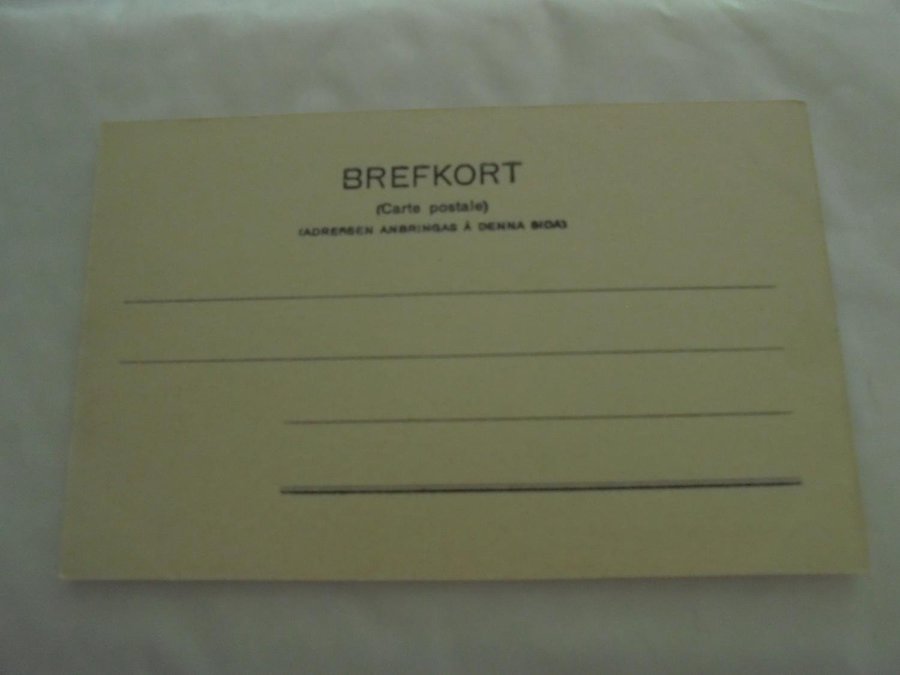 BREFKORT
(Carte postale)
(ADRESSEN ANBRINGAS Å DENNA SIDA)